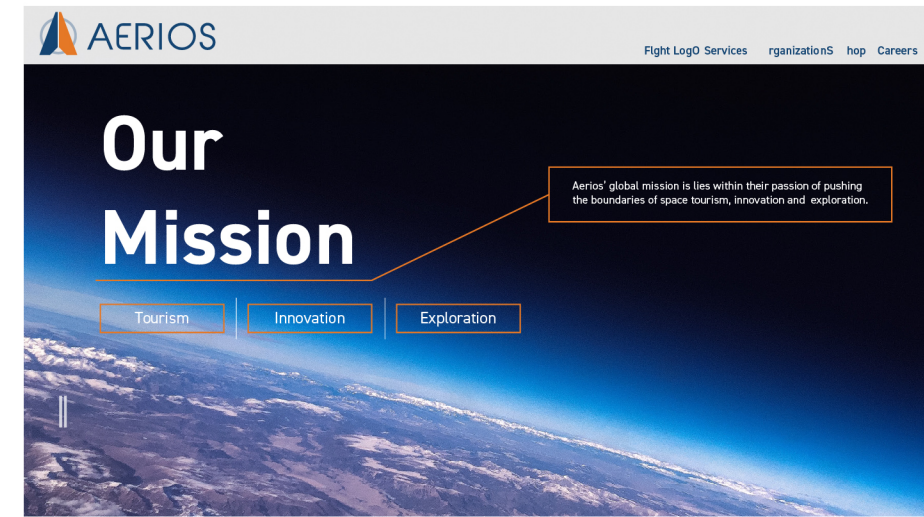 AERIOS
Flght LogO Services rganizationS hop Careers
Our
Mission
Aerios' global mission is lies within their passion of pushing
the boundaries of space tourism, innovation and exploration.
Tourism Innovation Exploration